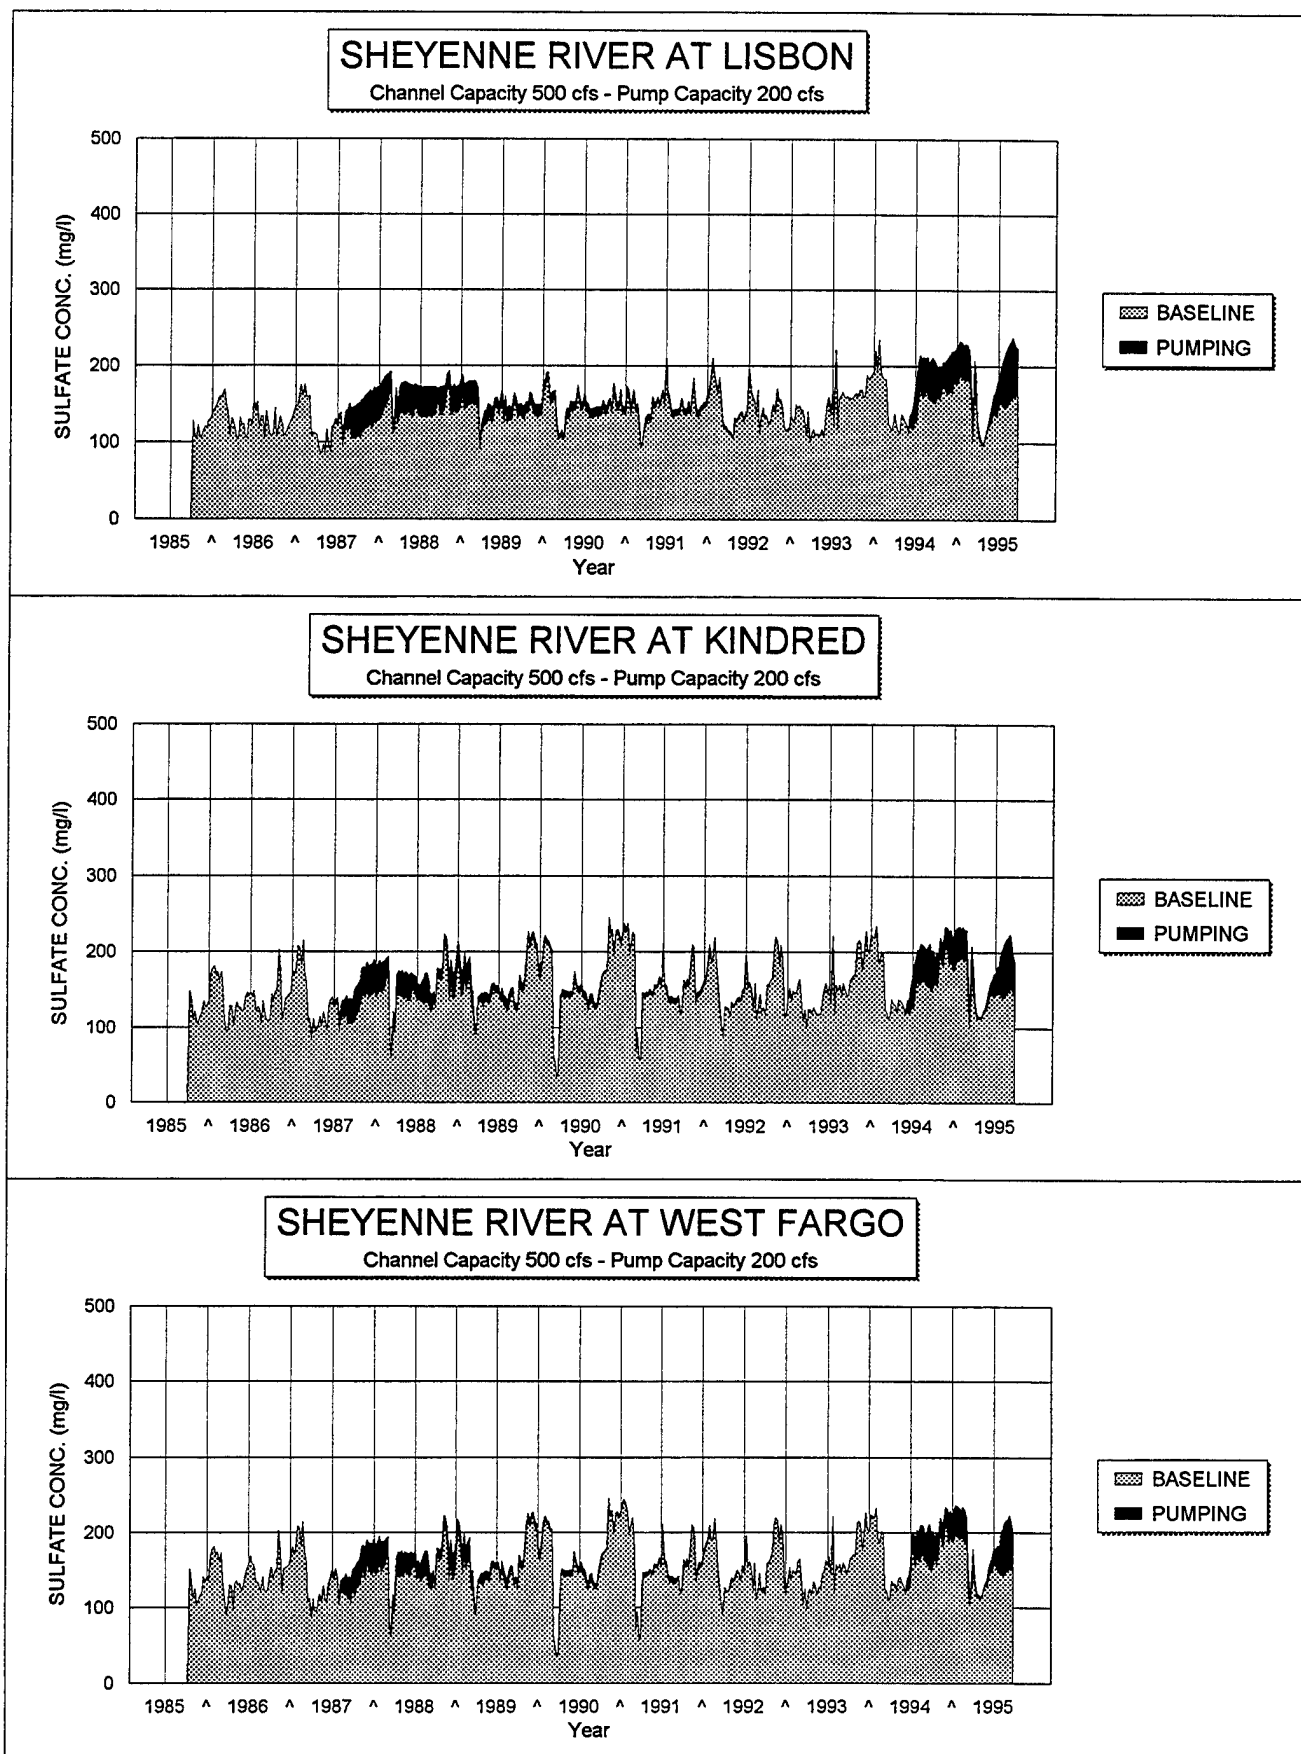 SHEYENNE RIVER AT LISBON
Channel Capacity 500 cfs - Pump Capacity 200 cfs
500
400
300
200
100
0
SULFATE CONC. (mg/l)
1985 ^ 1986 ^ 1987 ^ 1988 ^ 1989 ^ 1990 ^ 1991 ^ 1992 ^ 1993 ^ 1994 ^ 1995
Year
BASELINE
PUMPING
SHEYENNE RIVER AT KINDRED
Channel Capacity 500 cfs - Pump Capacity 200 cfs
500
400
300
200
100
0
SULFATE CONC. (mg/l)
1985 ^ 1986 ^ 1987 ^ 1988 ^ 1989 ^ 1990 ^ 1991 ^ 1992 ^ 1993 ^ 1994 ^ 1995
Year
BASELINE
PUMPING
SHEYENNE RIVER AT WEST FARGO
Channel Capacity 500 cfs - Pump Capacity 200 cfs
500
400
300
200
100
0
SULFATE CONC. (mg/l)
1985 ^ 1986 ^ 1987 ^ 1988 ^ 1989 ^ 1990 ^ 1991 ^ 1992 ^ 1993 ^ 1994 ^ 1995
Year
BASELINE
PUMPING